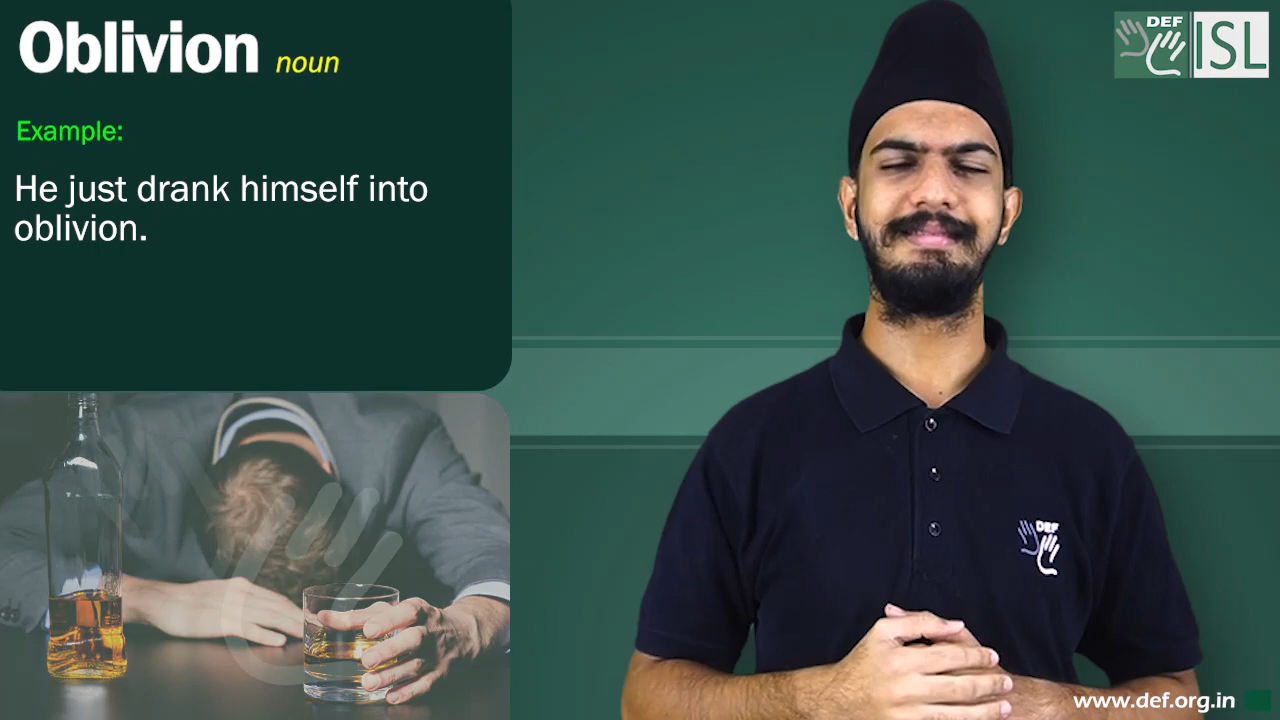 Oblivion noun
Example:
He just drank himself into
oblivion.
DEF
ISL
DEF
www.def.org.in